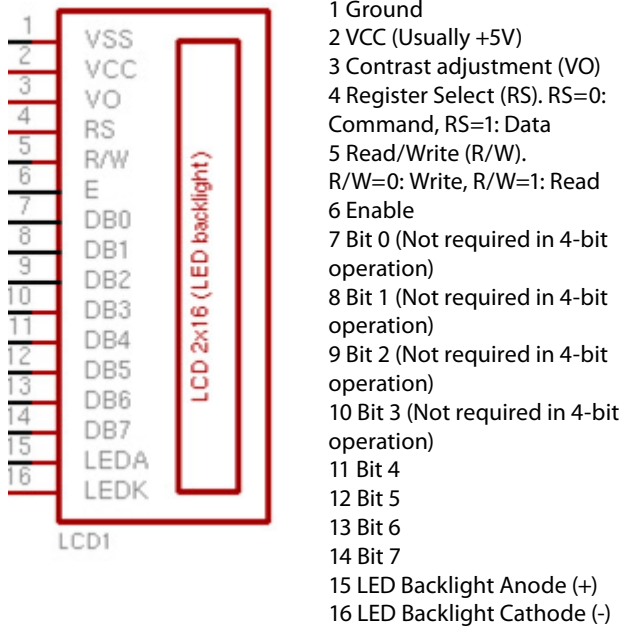 1
2
3
4
5
6
7
8
9
10
11
12
13
14
15
16
VSS
VCC
VO
RS
R/W
E
DB0
DB1
DB2
DB3
DB4
DB5
DB6
DB7
LEDA
LEDK
LCD 2x16 (LED backlight)
LCD1
1 Ground
2 VCC (Usually +5V)
3 Contrast adjustment (VO)
4 Register Select (RS). RS=0:
Command, RS=1: Data
5 Read/Write (R/W).
R/W=0: Write, R/W=1: Read
6 Enable
7 Bit 0 (Not required in 4-bit
operation)
8 Bit 1 (Not required in 4-bit
operation)
9 Bit 2 (Not required in 4-bit
operation)
10 Bit 3 (Not required in 4-bit
operation)
11 Bit 4
12 Bit 5
13 Bit 6
14 Bit 7
15 LED Backlight Anode (+)
16 LED Backlight Cathode (-)